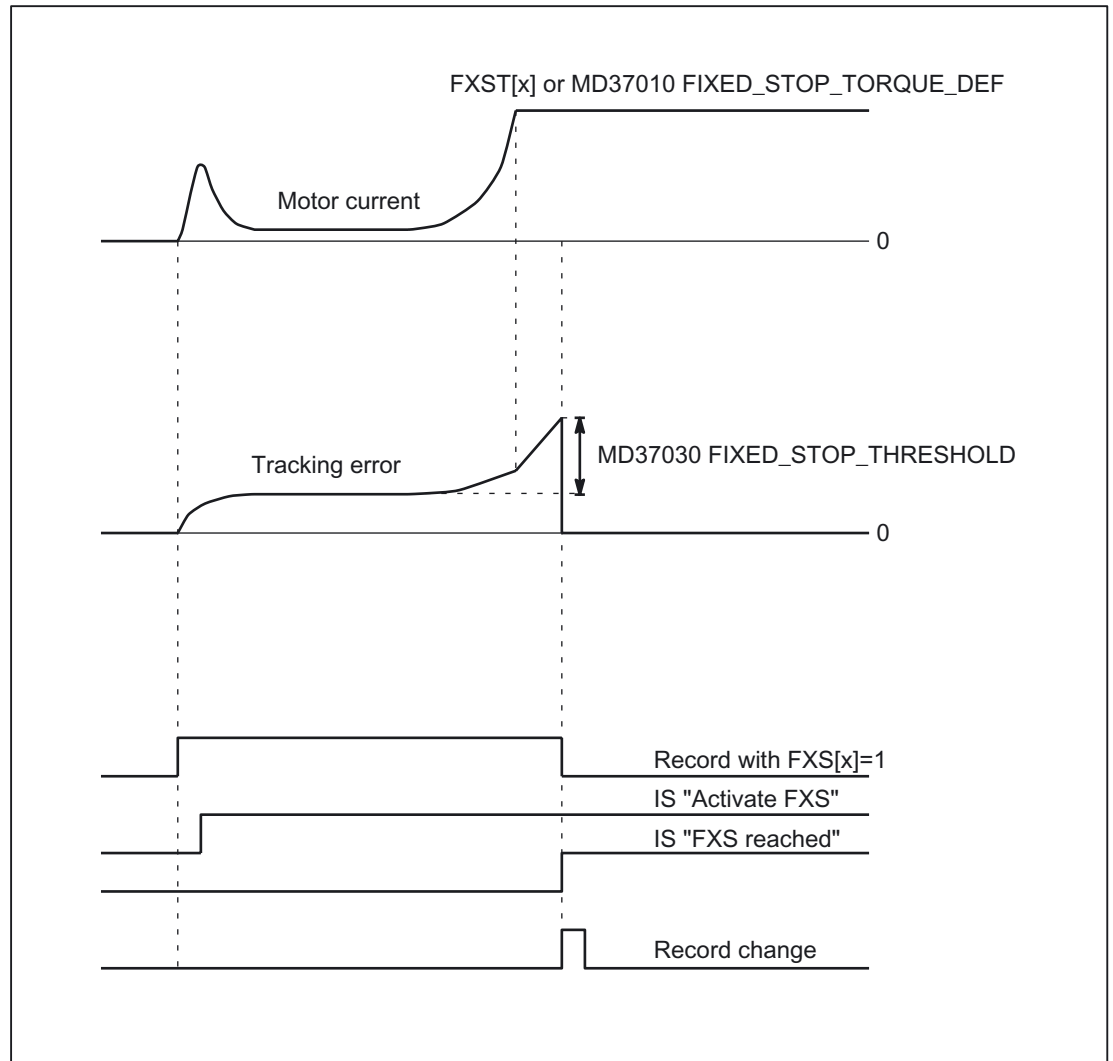 FXST[x] or MD37010 FIXED_STOP_TORQUE_DEF
Motor current
0
Tracking error
MD37030 FIXED_STOP_THRESHOLD
0
Record with FXS[x]=1
IS "Activate FXS"
IS "FXS reached"
Record change